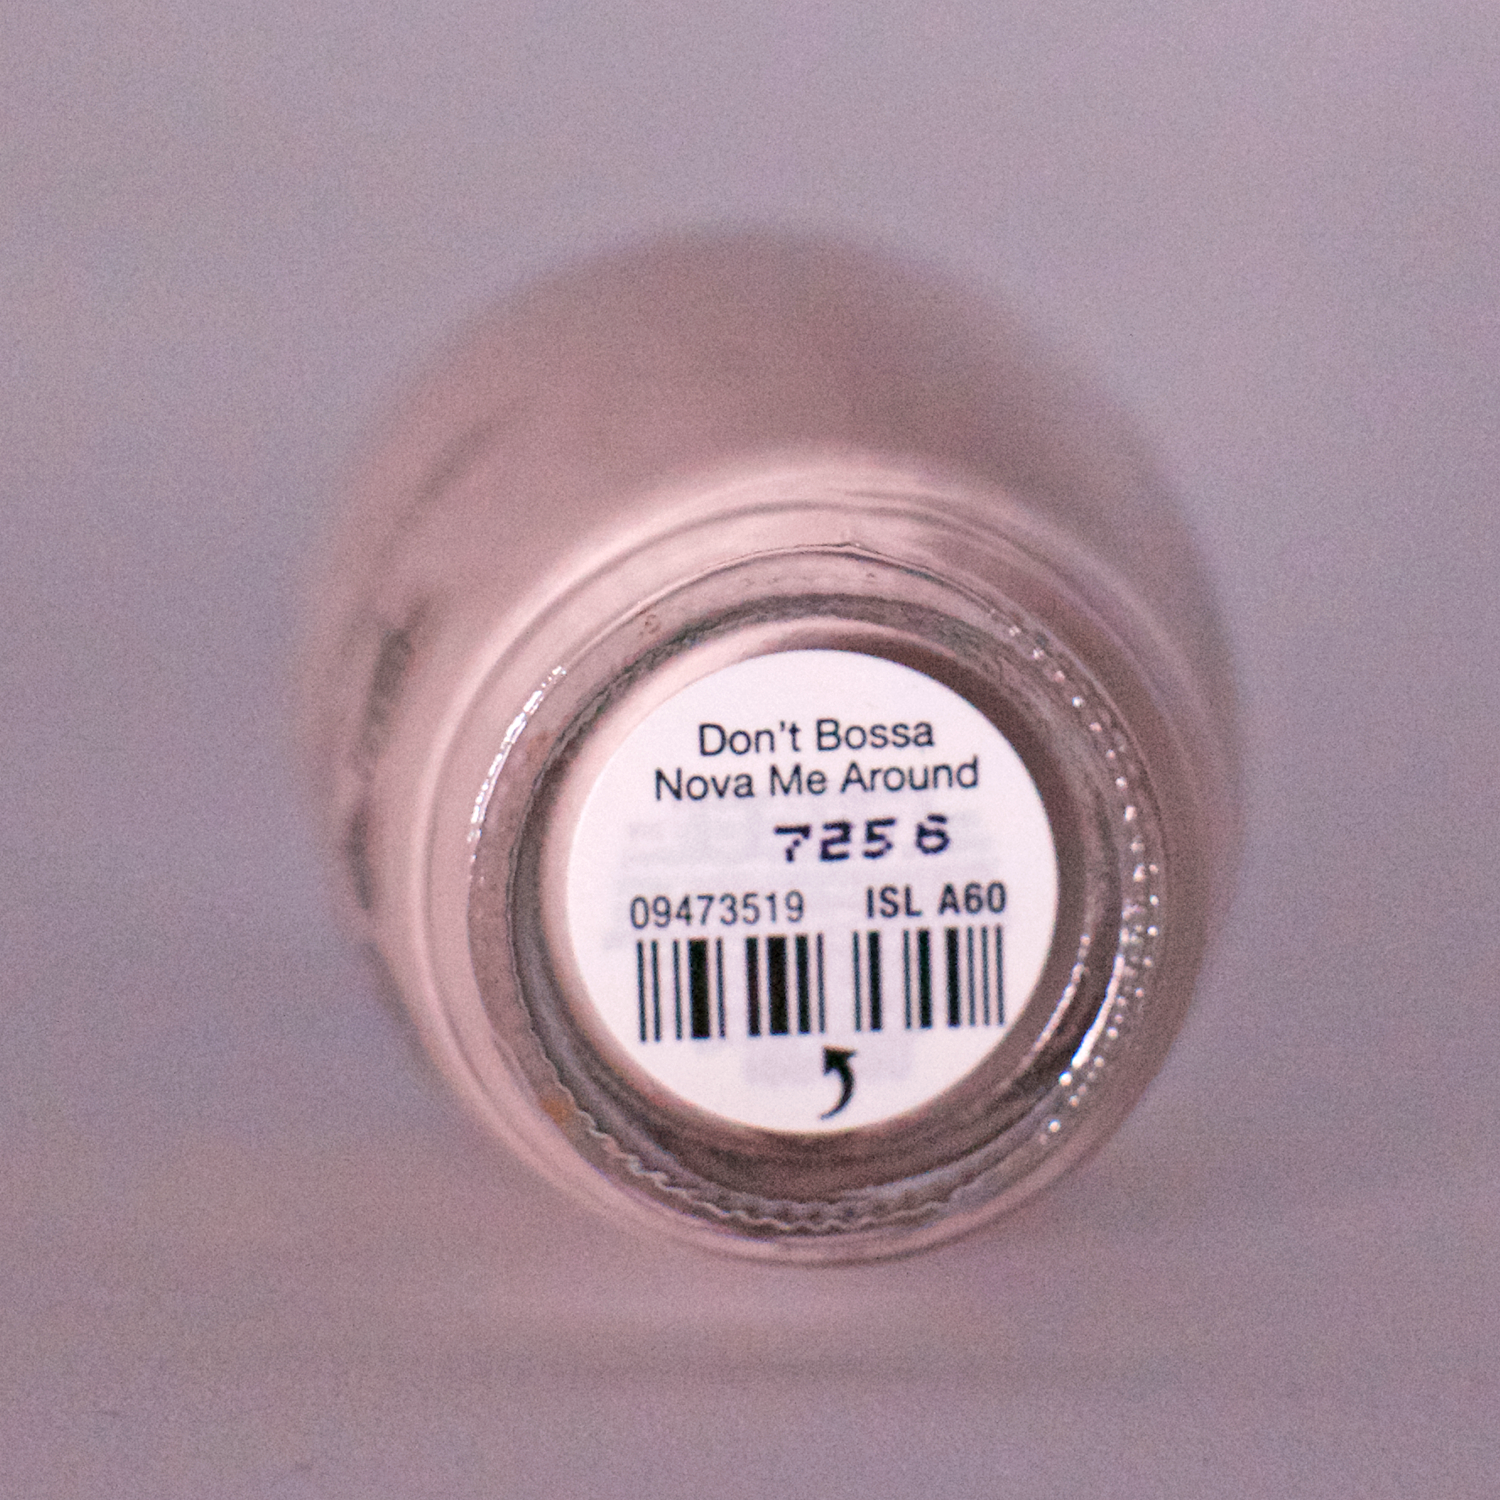 Don't Bossa
Nova Me Around
7256
09473519 ISL A60